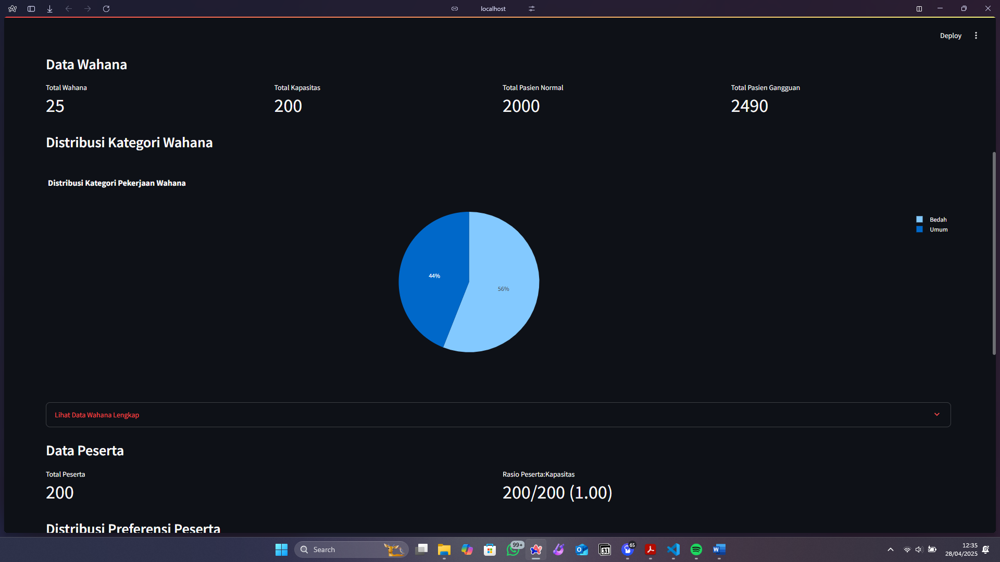 localhost
Deploy
Data Wahana
Total Wahana
25
Total Kapasitas
200
Total Pasien Normal
2000
Total Pasien Gangguan
2490
Distribusi Kategori Wahana
Distribusi Kategori Pekerjaan Wahana
Bedah
Umum
44%
56%
Lihat Data Wahana Lengkap
Data Peserta
Total Peserta
200
Rasio Peserta:Kapasitas
200/200 (1.00)
Distribusi Preferensi Peserta
Search
99+
31
65
12:35
28/04/2025